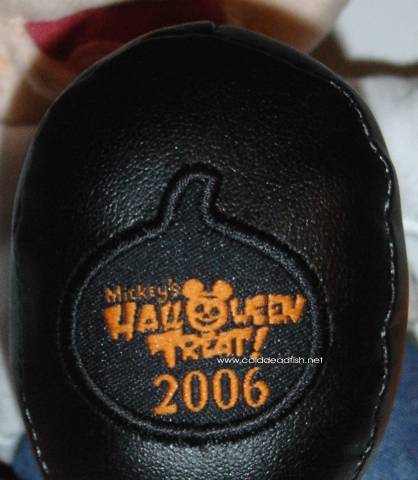 Mickey's
HALLOWEEN
TREAT!
www.colddeadfish.net
2006